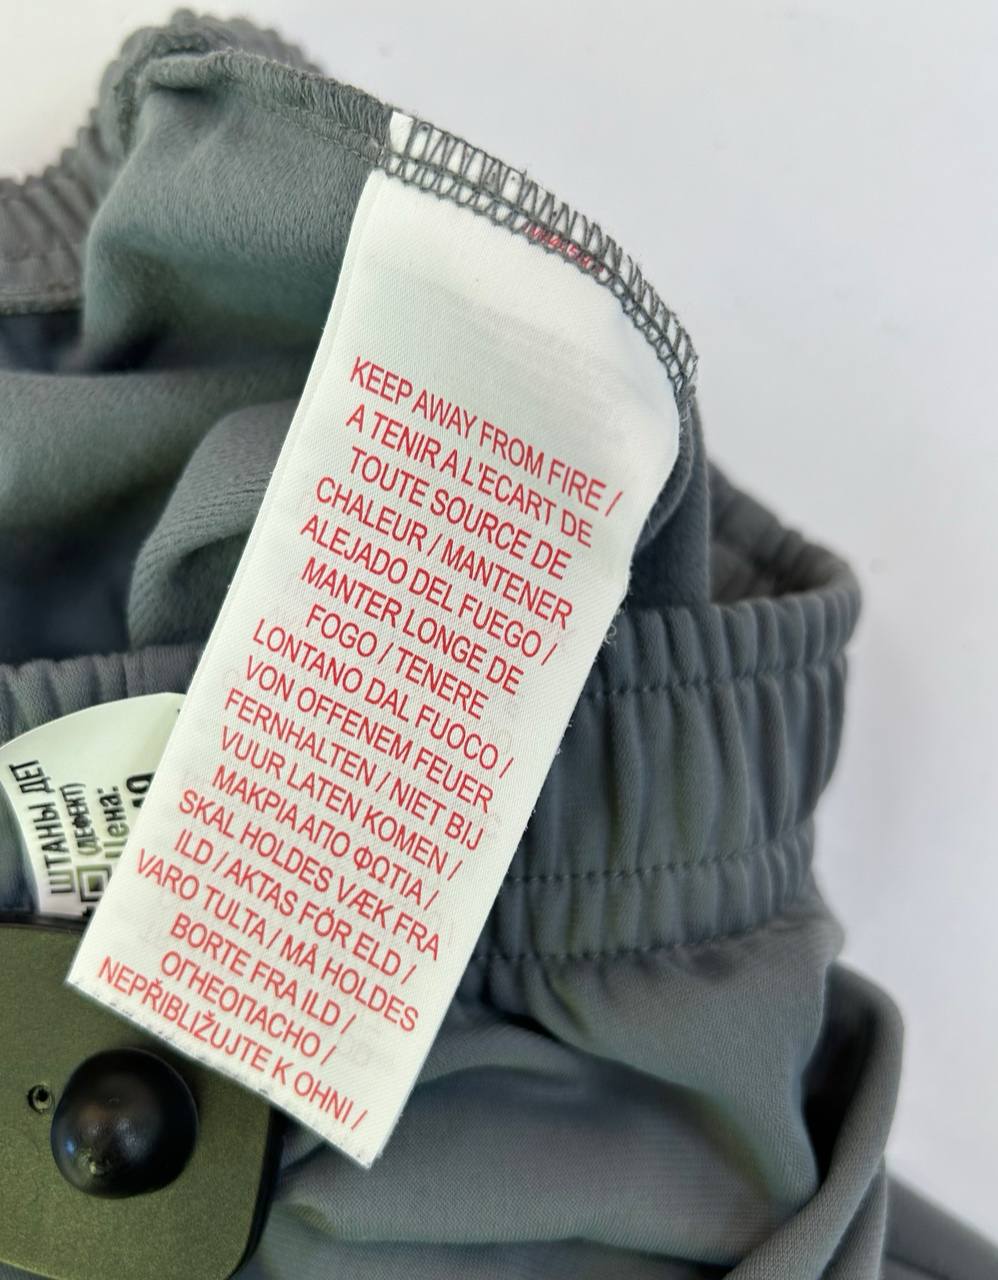 KEEP AWAY FROM FIRE /
A TENIR A L'ECART DE
TOUTE SOURCE DE
CHALEUR / MANTENER
ALEJADO DEL FUEGO /
MANTER LONGE DE
FOGO / TENERE
LONTANO DAL FUOCO /
VON OFFENEM FEUER
FERNHALTEN / NIET BIJ
VUUR LATEN KOMEN /
ΜΑΚΡΙΑ ΑΠΟ ΦΩΤΙΑ /
SKAL HOLDES VÆK FRA
ILD / AKTAS FÖR ELD /
VARO TULTA / MÅ HOLDES
BORTE FRA ILD /
ОГНЕОПАСНО /
NEPŘIBLIŽUJTE K OHNI /
ШТАНЫ ДЕТ
(ДЕФЕКТ)
Цена: